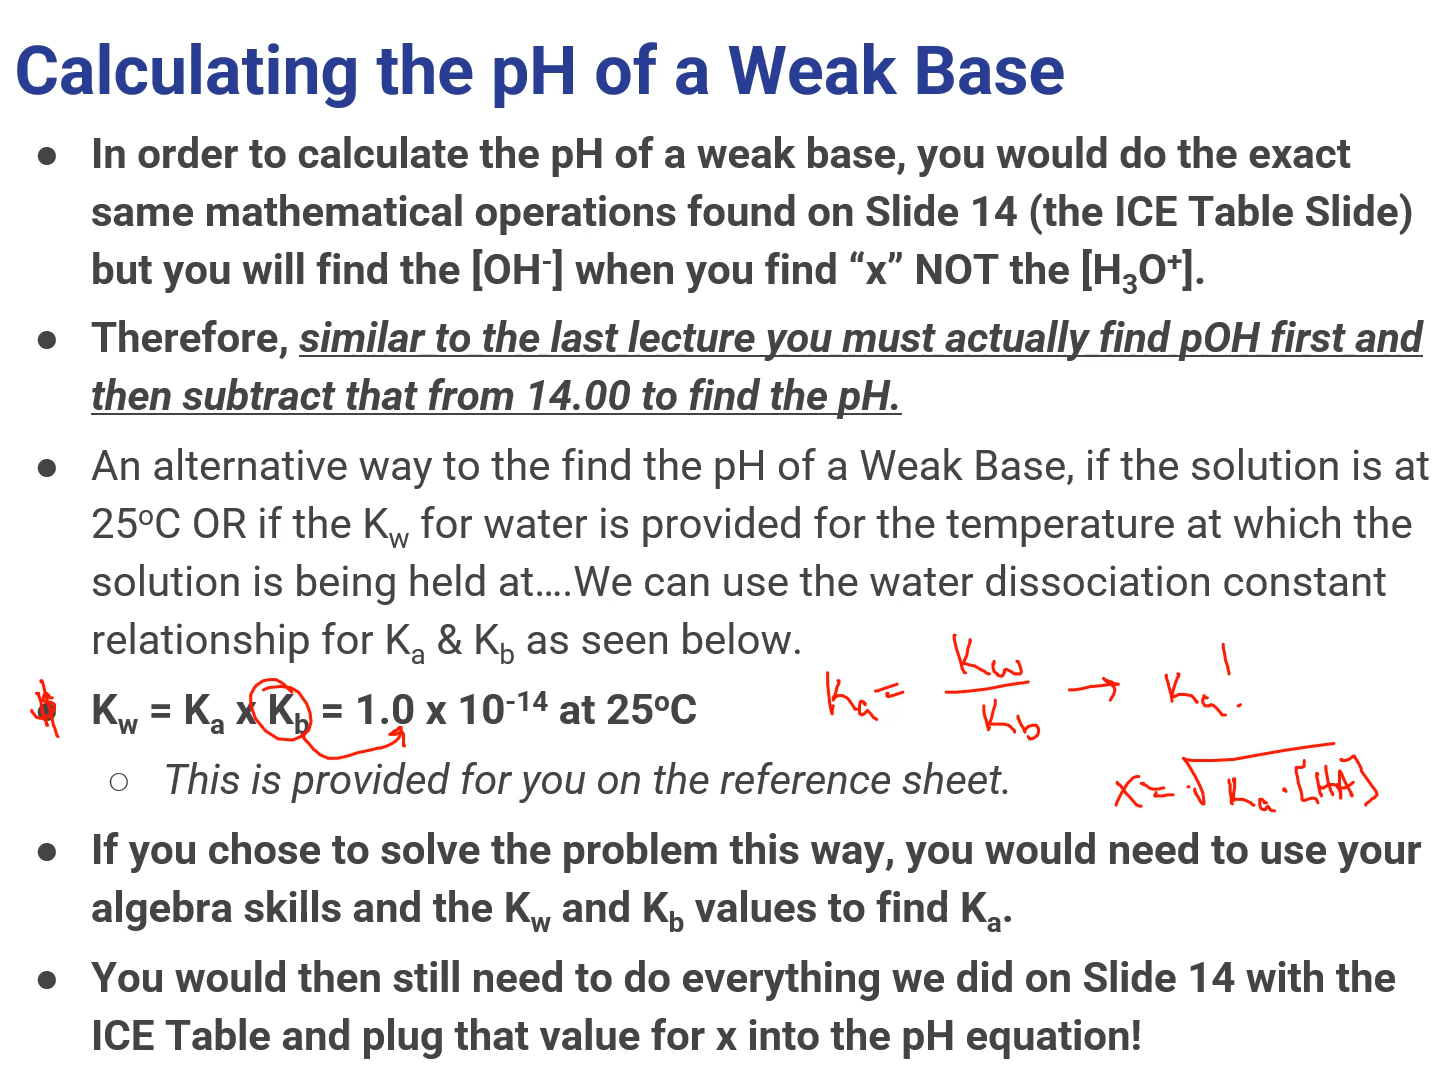 Calculating the pH of a Weak Base
● In order to calculate the pH of a weak base, you would do the exact
same mathematical operations found on Slide 14 (the ICE Table Slide)
but you will find the [OH⁻] when you find “x” NOT the [H₃O⁺].
● Therefore, similar to the last lecture you must actually find pOH first and
then subtract that from 14.00 to find the pH.
● An alternative way to the find the pH of a Weak Base, if the solution is at
25ºC OR if the Kw for water is provided for the temperature at which the
solution is being held at….We can use the water dissociation constant
relationship for Ka & Kb as seen below.
● Kw = Ka x Kb = 1.0 x 10⁻¹⁴ at 25ºC
Ka = Kw / Kb → Ka!
○ This is provided for you on the reference sheet.
x = √Ka · [HA]
● If you chose to solve the problem this way, you would need to use your
algebra skills and the Kw and Kb values to find Ka.
● You would then still need to do everything we did on Slide 14 with the
ICE Table and plug that value for x into the pH equation!